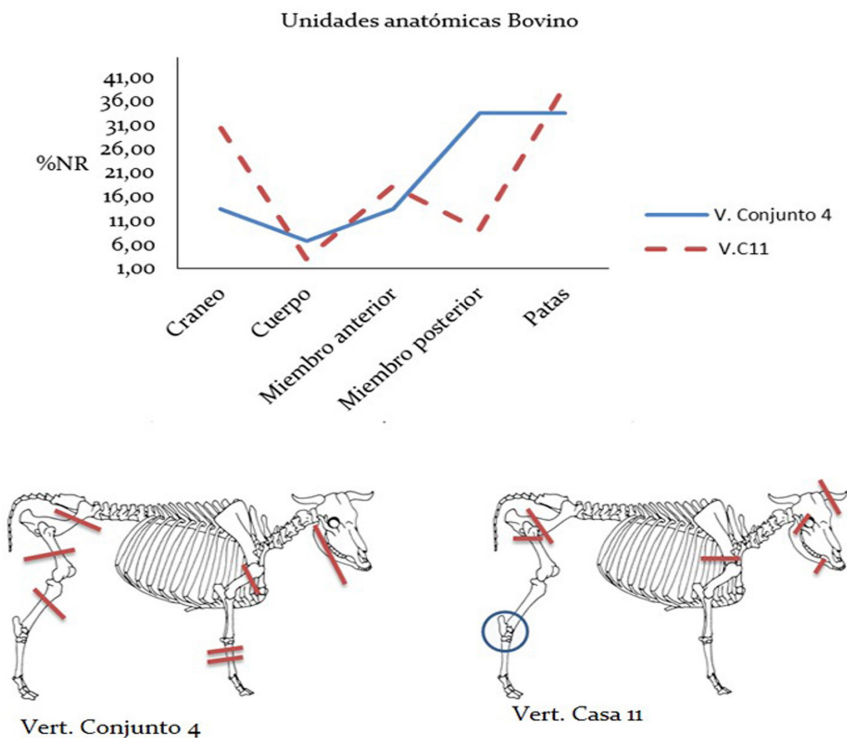 Unidades anatómicas Bovino
41,00
36,00
31,00
26,00
21,00
16,00
11,00
6,00
1,00
%NR
Craneo
Cuerpo
Miembro anterior
Miembro posterior
Patas
V. Conjunto 4
V.C11
Vert. Conjunto 4
Vert. Casa 11